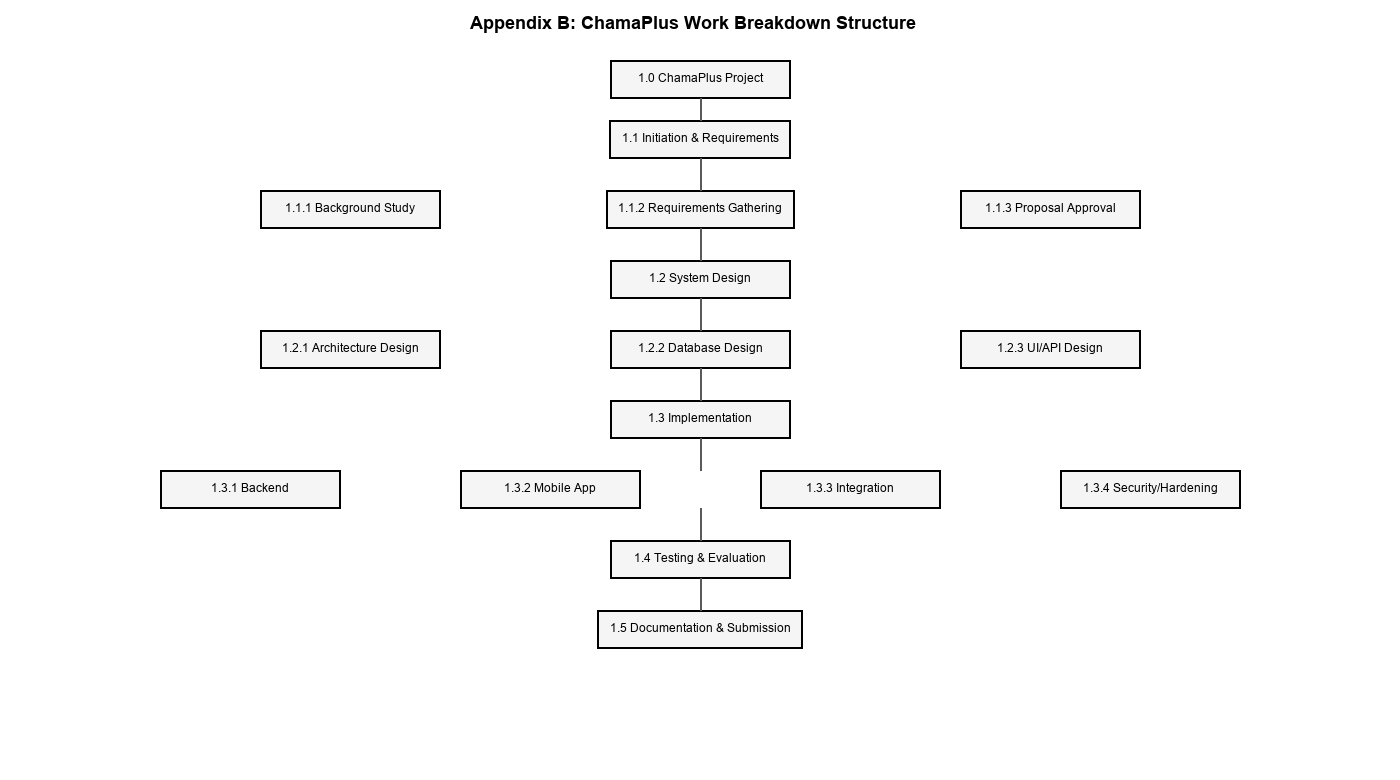 Appendix B: ChamaPlus Work Breakdown Structure
1.0 ChamaPlus Project
1.1 Initiation & Requirements
1.1.1 Background Study
1.1.2 Requirements Gathering
1.1.3 Proposal Approval
1.2 System Design
1.2.1 Architecture Design
1.2.2 Database Design
1.2.3 UI/API Design
1.3 Implementation
1.3.1 Backend
1.3.2 Mobile App
1.3.3 Integration
1.3.4 Security/Hardening
1.4 Testing & Evaluation
1.5 Documentation & Submission